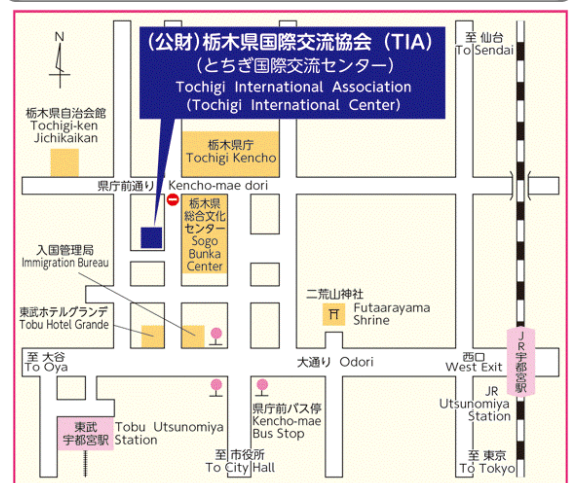 (公財)栃木県国際交流協会 (TIA)
(とちぎ国際交流センター)
Tochigi International Association
(Tochigi International Center)
N
至 仙台
To Sendai
栃木県自治会館
Tochigi-ken
Jichikaikan
栃木県庁
Tochigi Kencho
県庁前通り Kencho-mae dori
栃木県
総合文化
センター
Sogo
Bunka
Center
入国管理局
Immigration Bureau
二荒山神社
Futaarayama
Shrine
東武ホテルグランデ
Tobu Hotel Grande
至 大谷
To Oya
大通り Odori
西口
West Exit
JR宇都宮駅
JR
Utsunomiya
Station
東武
宇都宮駅
Tobu Utsunomiya
Station
県庁前バス停
Kencho-mae
Bus Stop
至 市役所
To City Hall
至 東京
To Tokyo